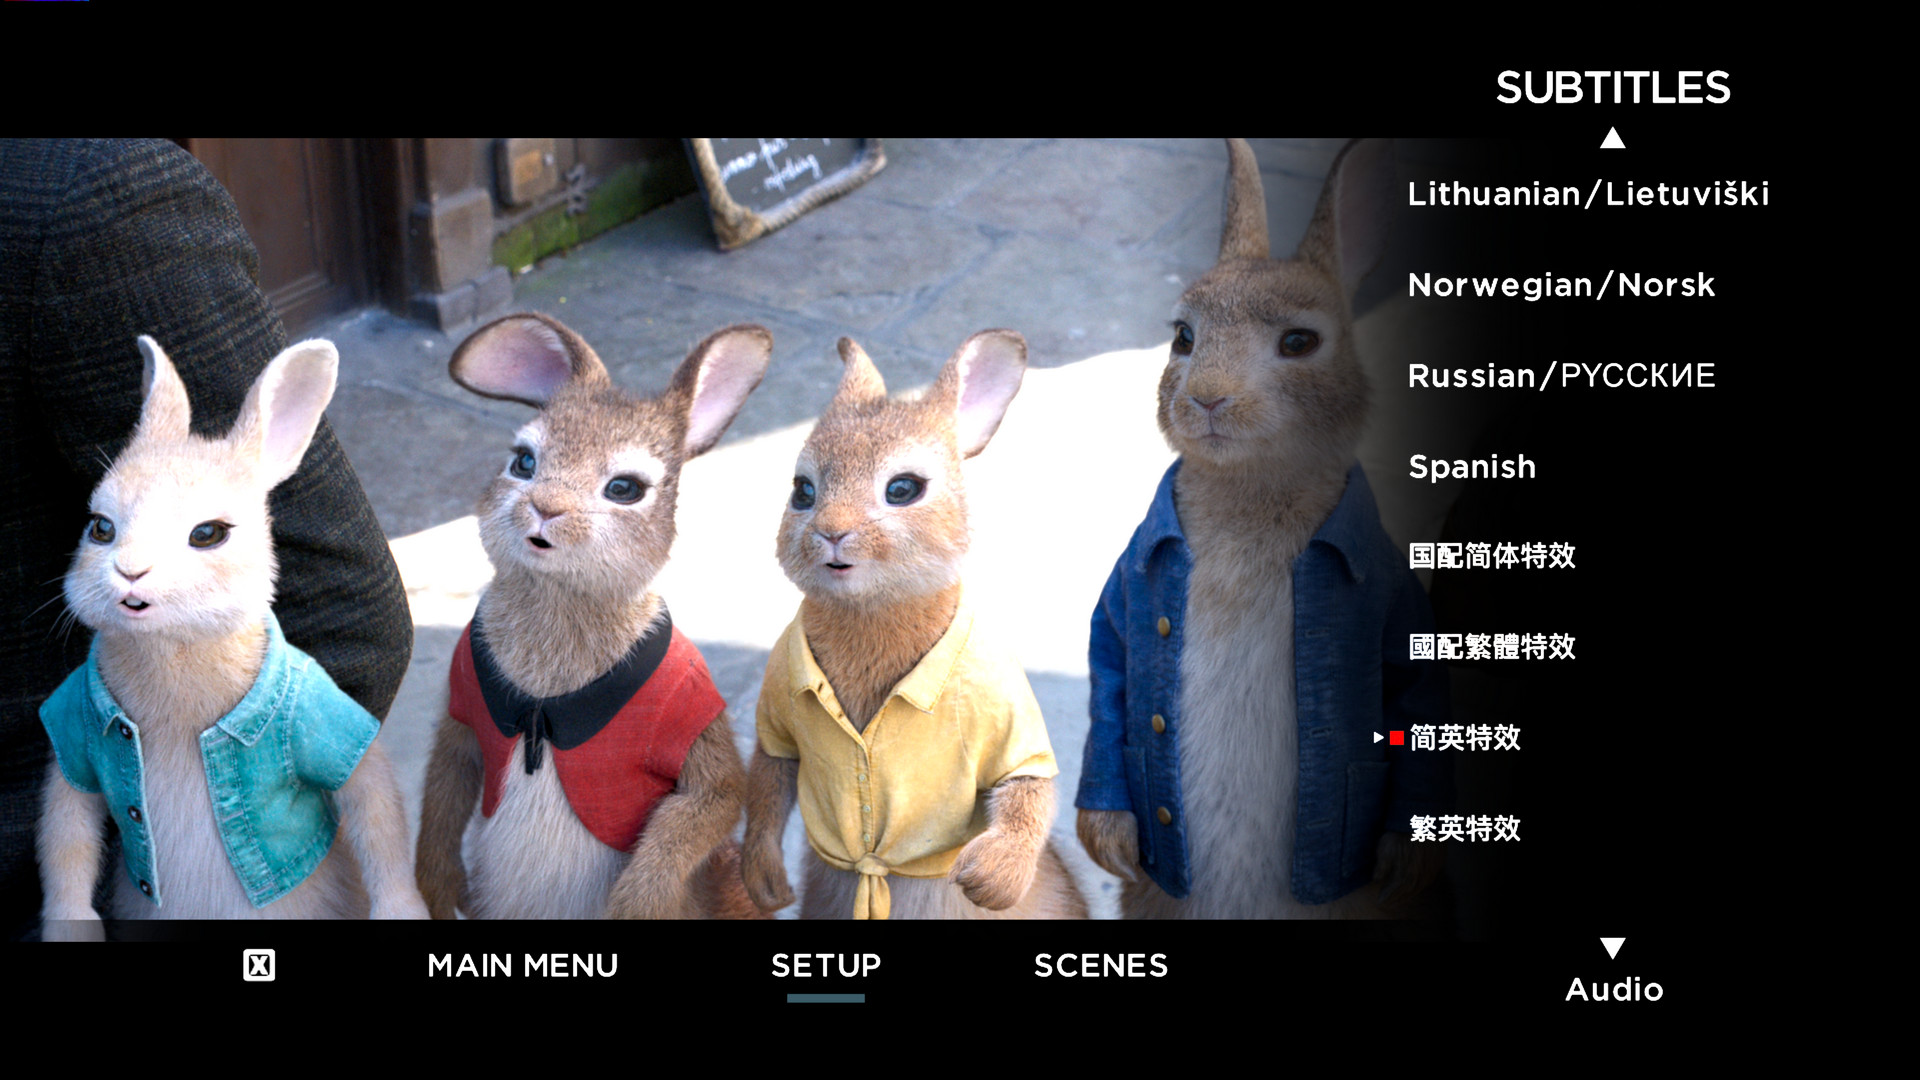 SUBTITLES
Lithuanian/Lietuviški
Norwegian/Norsk
Russian/РУССКИЕ
Spanish
国配简体特效
國配繁體特效
简英特效
繁英特效
X
MAIN MENU
SETUP
SCENES
Audio